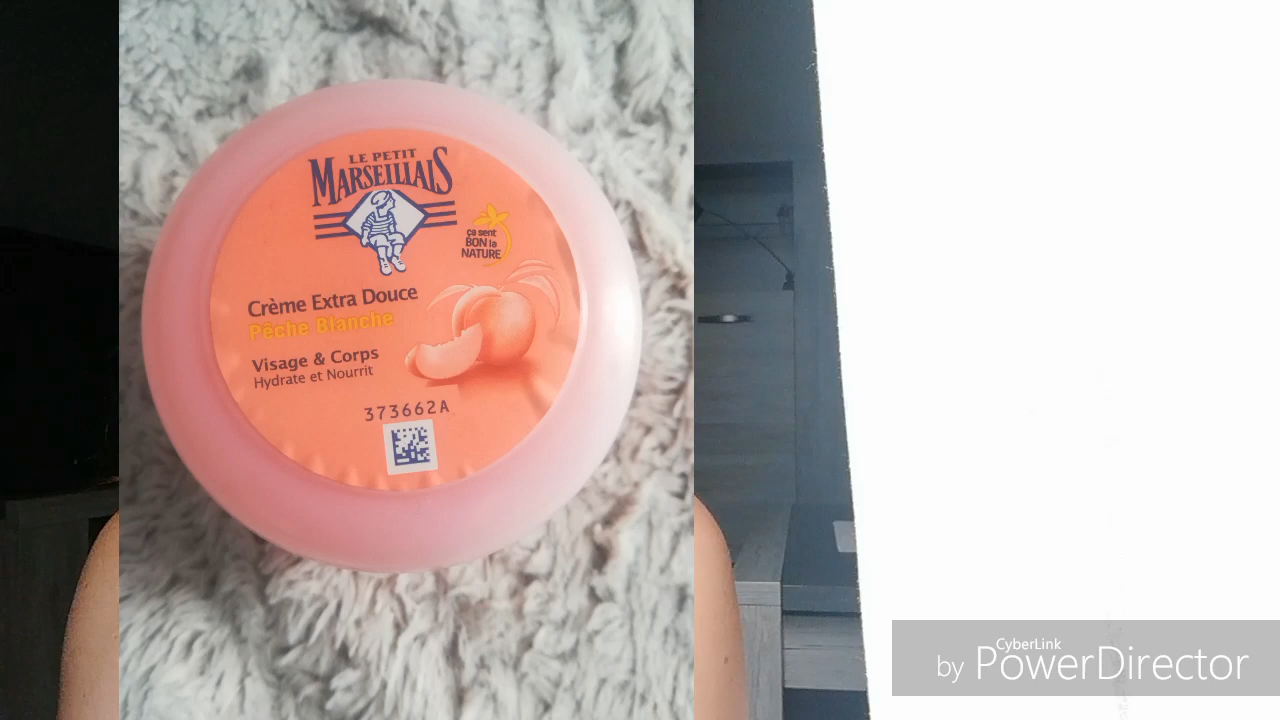 LE PETIT
MARSEILLAIS
ça sent
BON la
NATURE
Crème Extra Douce
Pêche Blanche
Visage & Corps
Hydrate et Nourrit
373662A
CyberLink
by PowerDirector